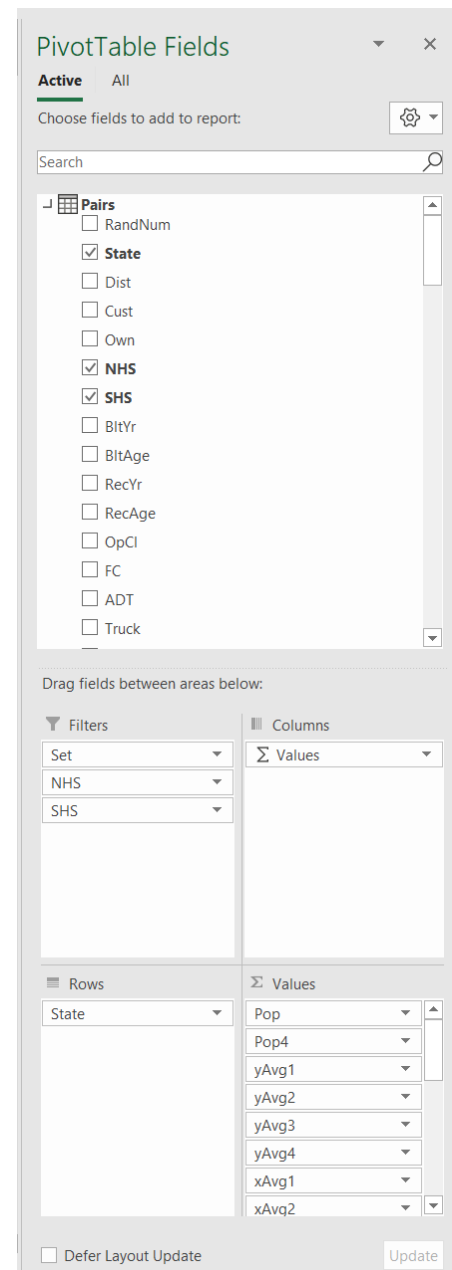 PivotTable Fields
Active All
Choose fields to add to report:
Search
Pairs
RandNum
State
Dist
Cust
Own
NHS
SHS
BltYr
BltAge
RecYr
RecAge
OpCl
FC
ADT
Truck
Drag fields between areas below:
Filters
Set
NHS
SHS
Columns
Σ Values
Rows
State
Σ Values
Pop
Pop4
yAvg1
yAvg2
yAvg3
yAvg4
xAvg1
xAvg2
Defer Layout Update
Update